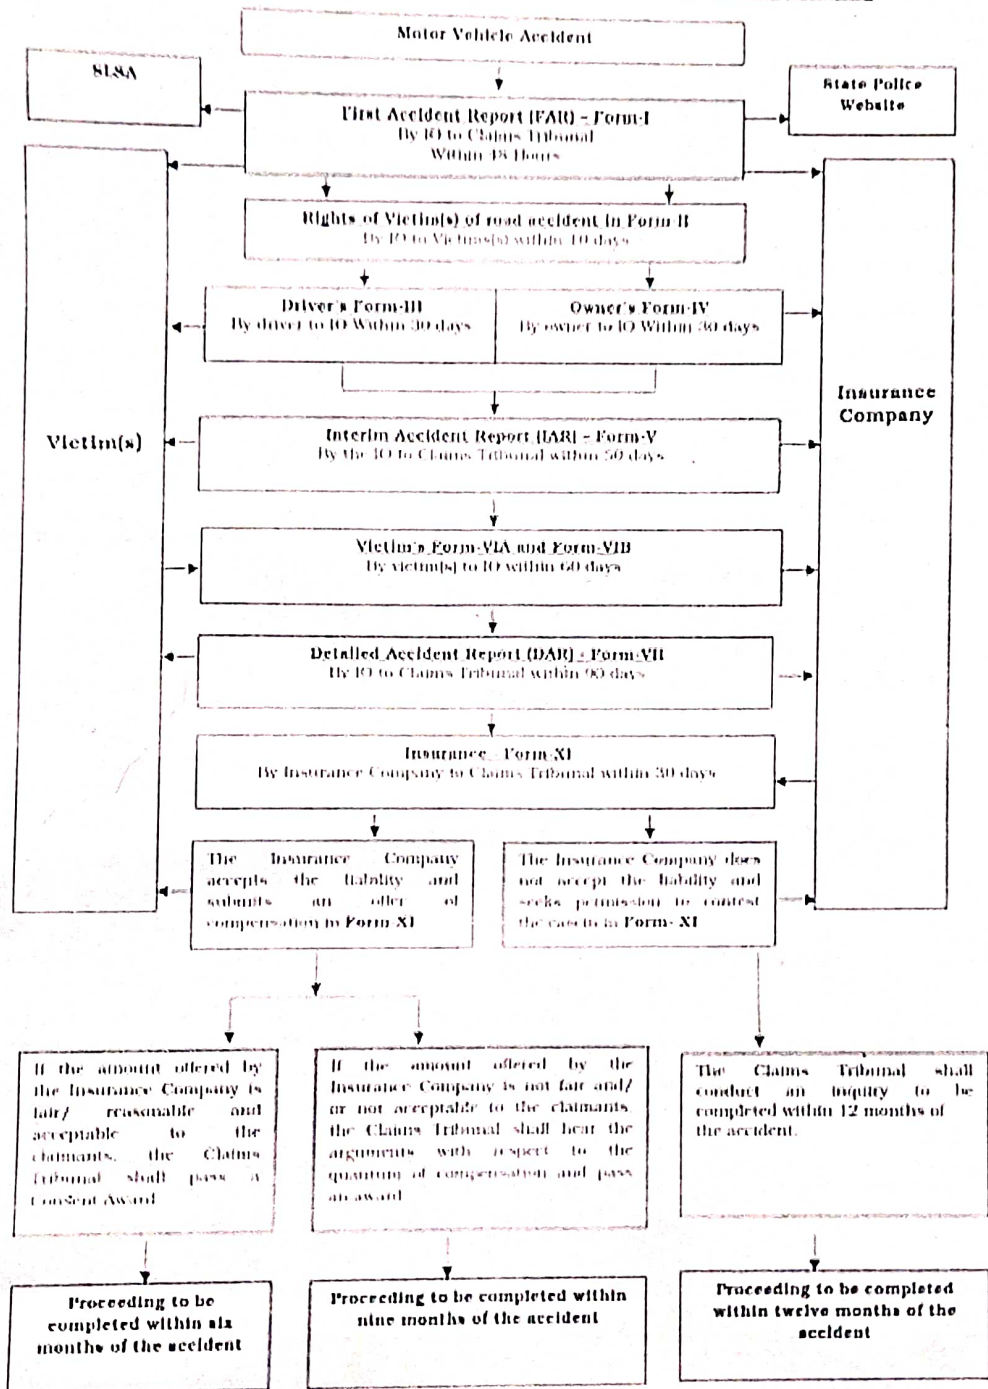 Motor Vehicle Accident
SLSA
State Police
Website
First Accident Report (FAR) - Form-I
By IO to Claims Tribunal
Within 48 Hours
Rights of Victim(s) of road accident in Form-II
By IO to Victims(s) within 10 days
Driver's Form-III
By driver to IO Within 30 days
Owner's Form-IV
By owner to IO Within 30 days
Insurance
Company
Victim(s)
Interim Accident Report (IAR) - Form-V
By the IO to Claims Tribunal within 50 days
Victim's Form-VIA and Form-VIB
By victim(s) to IO within 60 days
Detailed Accident Report (DAR) - Form-VII
By IO to Claims Tribunal within 90 days
Insurance - Form-XI
By Insurance Company to Claims Tribunal within 30 days
The Insurance Company
accepts the liability and
submits an offer of
compensation in Form-XI
The Insurance Company does
not accept the liability and
seeks permission to contest
the case in Form- XI
If the amount offered by
the Insurance Company is
fair/ reasonable and
acceptable to the
claimants, the Claims
Tribunal shall pass a
Consent Award
If the amount offered by the
Insurance Company is not fair and/
or not acceptable to the claimants,
the Claims Tribunal shall hear the
arguments with respect to the
quantum of compensation and pass
an award
The Claims Tribunal shall
conduct an inquiry to be
completed within 12 months of
the accident.
Proceeding to be
completed within six
months of the accident
Proceeding to be completed within
nine months of the accident
Proceeding to be completed
within twelve months of the
accident